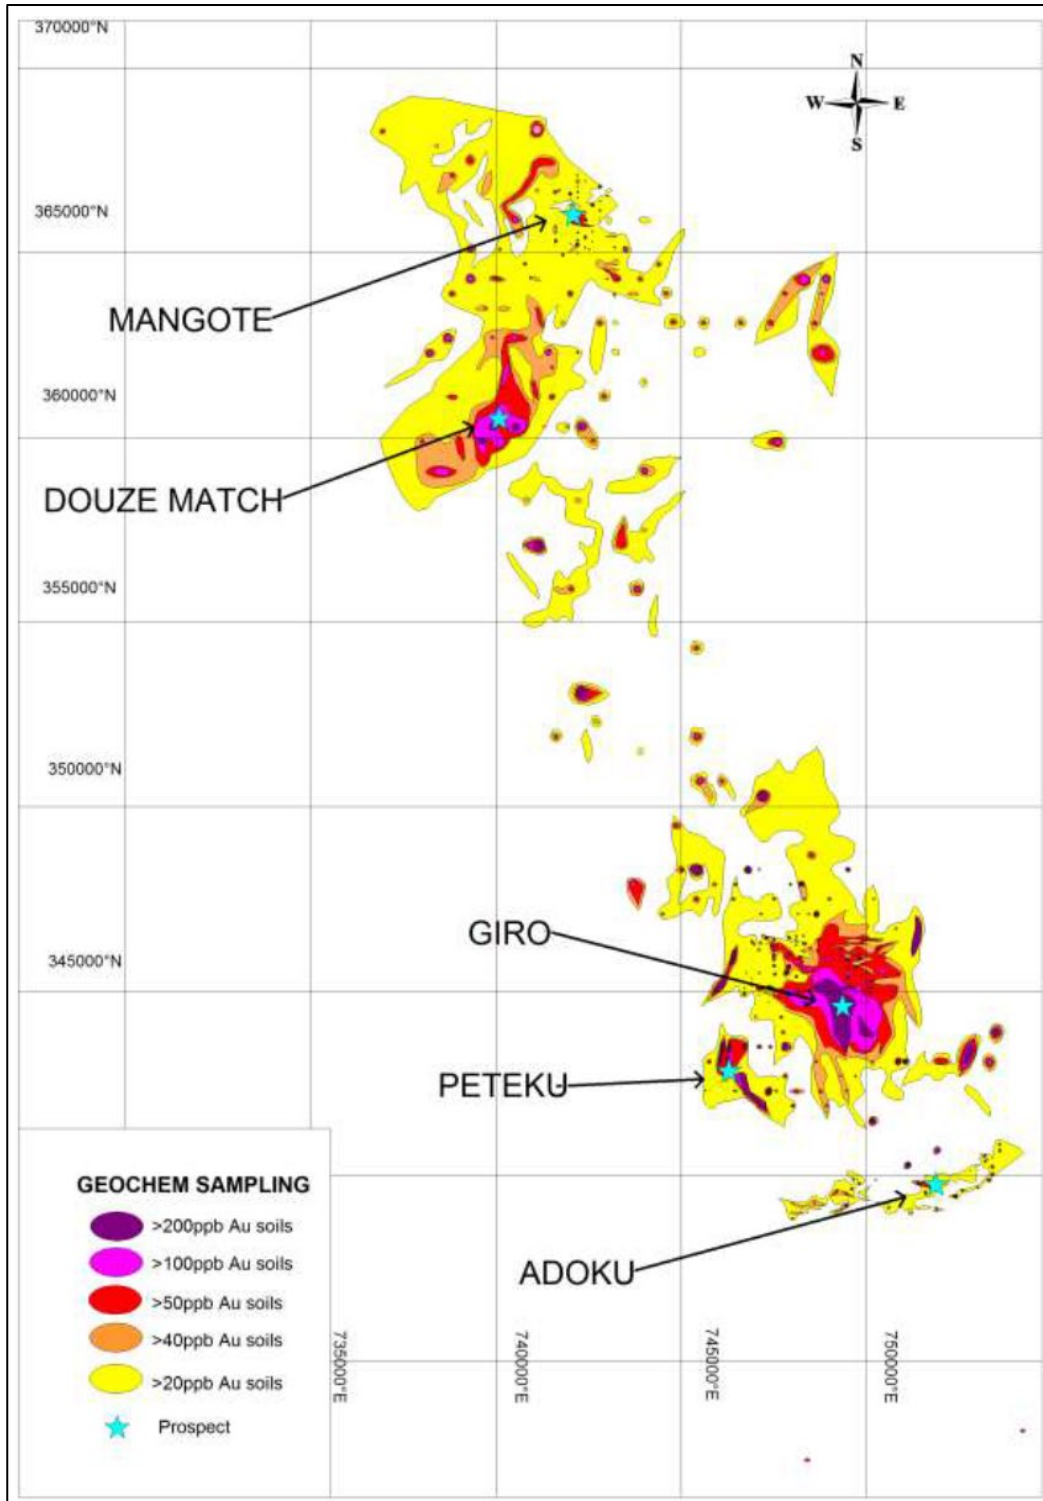 370000°N
N
W E
S
365000°N
MANGOTE
360000°N
DOUZE MATCH
355000°N
350000°N
GIRO
345000°N
PETEKU
GEOCHEM SAMPLING
>200ppb Au soils
>100ppb Au soils
>50ppb Au soils
>40ppb Au soils
>20ppb Au soils
Prospect
ADOKU
735000°E
740000°E
745000°E
750000°E